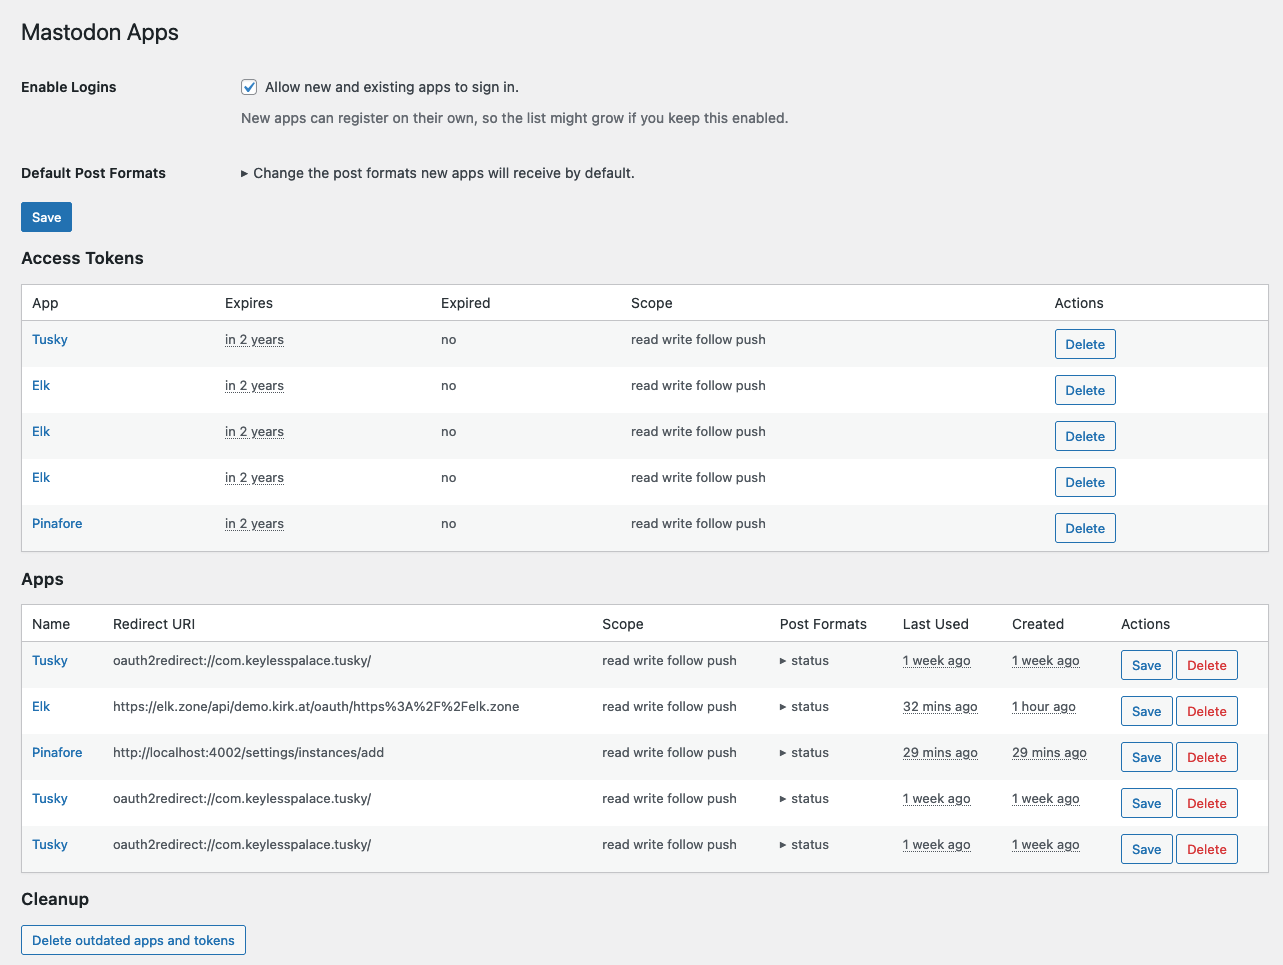 Mastodon Apps
Enable Logins
Allow new and existing apps to sign in.
New apps can register on their own, so the list might grow if you keep this enabled.
Default Post Formats
▸ Change the post formats new apps will receive by default.
Save
Access Tokens
App Expires Expired Scope Actions
Tusky in 2 years no read write follow push Delete
Elk in 2 years no read write follow push Delete
Elk in 2 years no read write follow push Delete
Elk in 2 years no read write follow push Delete
Pinafore in 2 years no read write follow push Delete
Apps
Name Redirect URI Scope Post Formats Last Used Created Actions
Tusky oauth2redirect://com.keylesspalace.tusky/ read write follow push ▸ status 1 week ago 1 week ago Save Delete
Elk https://elk.zone/api/demo.kirk.at/oauth/https%3A%2F%2Felk.zone read write follow push ▸ status 32 mins ago 1 hour ago Save Delete
Pinafore http://localhost:4002/settings/instances/add read write follow push ▸ status 29 mins ago 29 mins ago Save Delete
Tusky oauth2redirect://com.keylesspalace.tusky/ read write follow push ▸ status 1 week ago 1 week ago Save Delete
Tusky oauth2redirect://com.keylesspalace.tusky/ read write follow push ▸ status 1 week ago 1 week ago Save Delete
Cleanup
Delete outdated apps and tokens